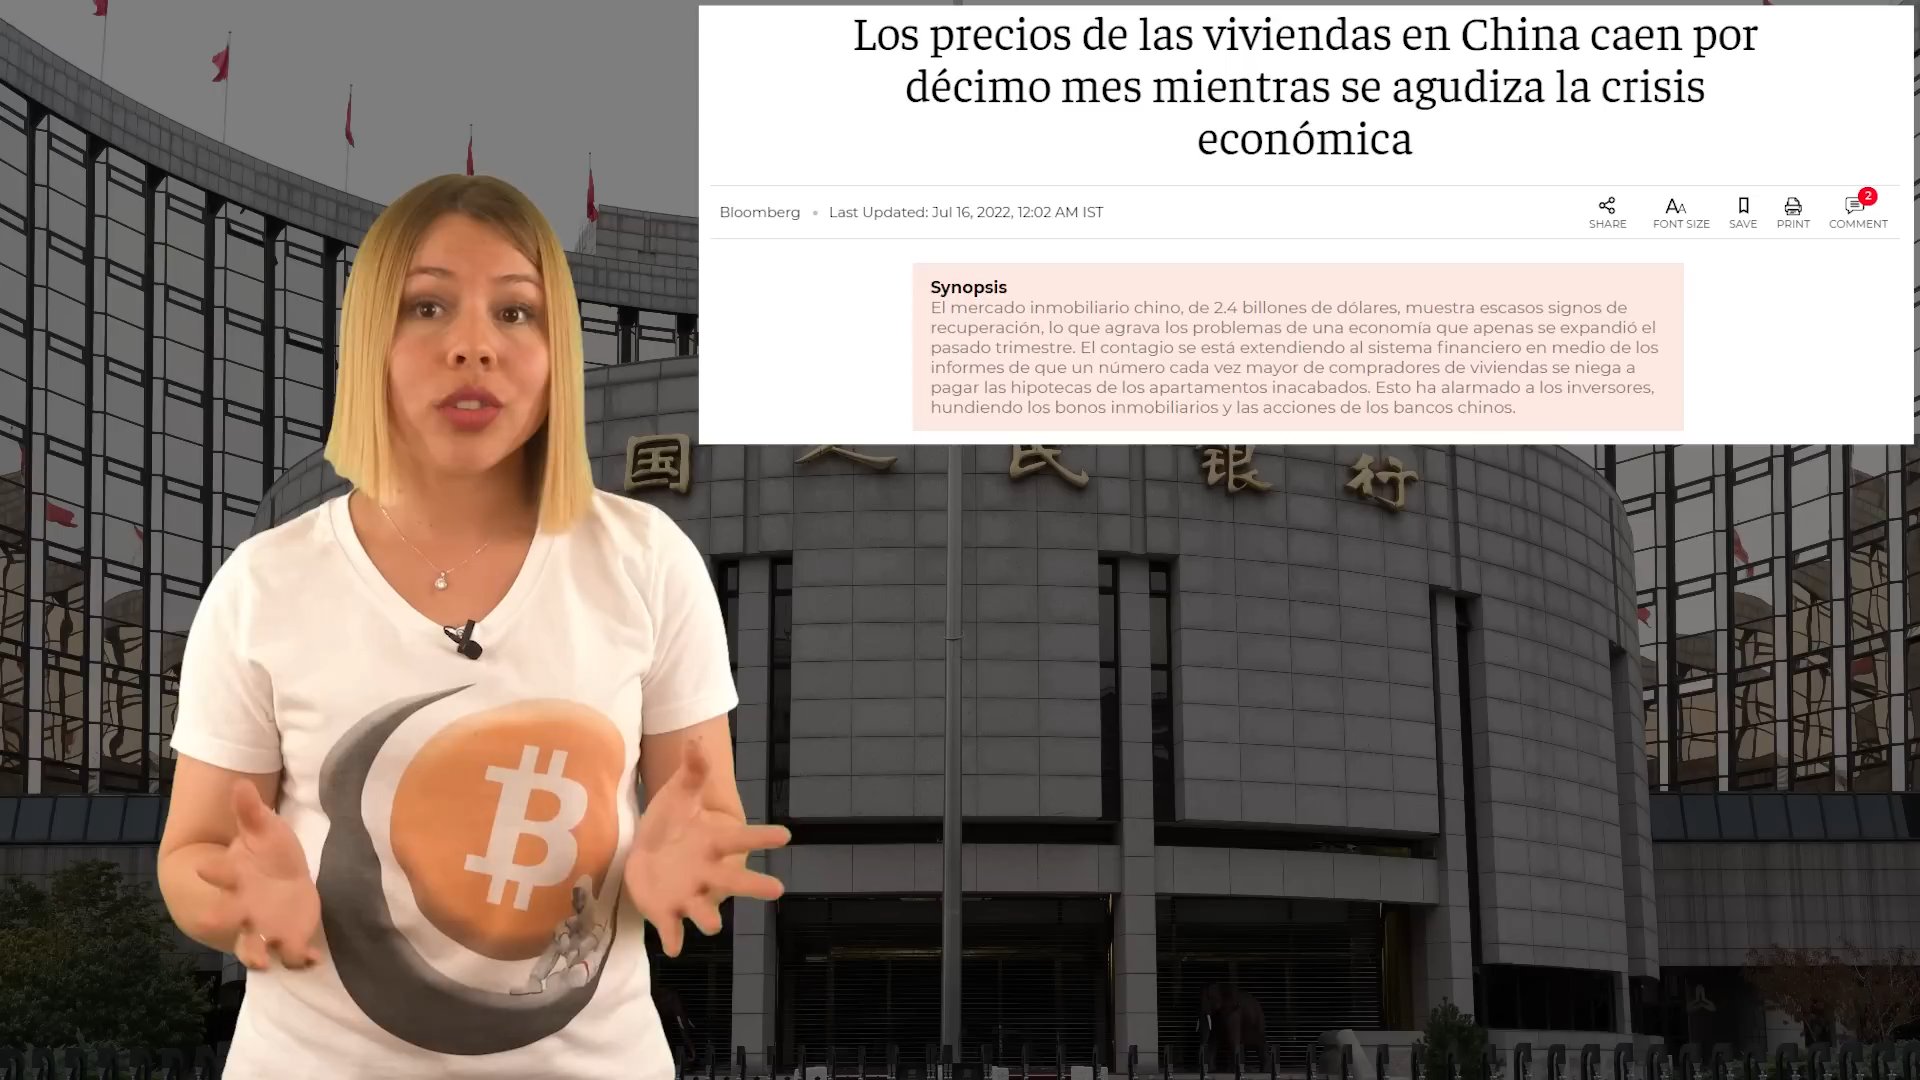 Los precios de las viviendas en China caen por
décimo mes mientras se agudiza la crisis
económica
Bloomberg • Last Updated: Jul 16, 2022, 12:02 AM IST
SHARE
FONT SIZE
SAVE
PRINT
2
COMMENT
Synopsis
El mercado inmobiliario chino, de 2.4 billones de dólares, muestra escasos signos de
recuperación, lo que agrava los problemas de una economía que apenas se expandió el
pasado trimestre. El contagio se está extendiendo al sistema financiero en medio de los
informes de que un número cada vez mayor de compradores de viviendas se niega a
pagar las hipotecas de los apartamentos inacabados. Esto ha alarmado a los inversores,
hundiendo los bonos inmobiliarios y las acciones de los bancos chinos.
国人民银行
₿